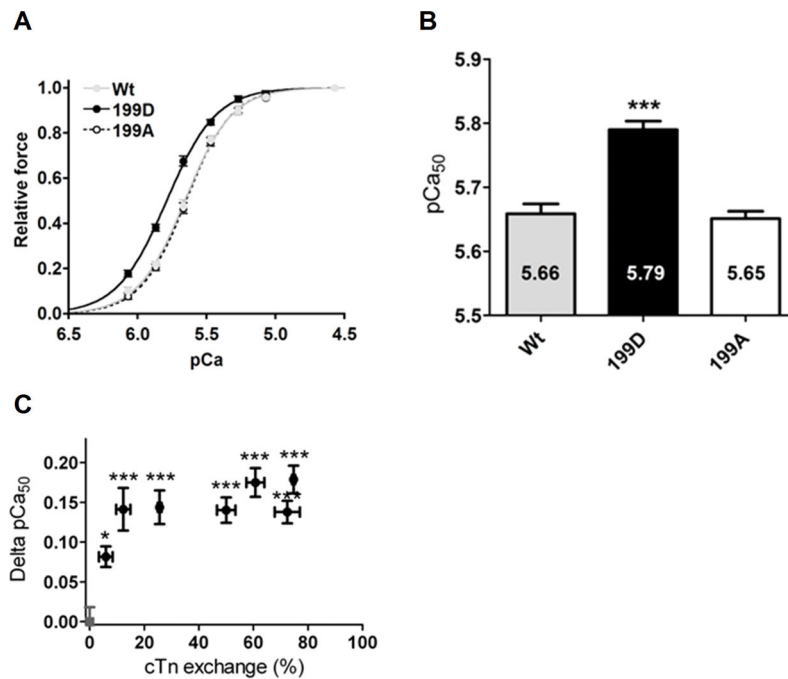 A
Wt
199D
199A
1.0
0.8
0.6
0.4
0.2
0.0
Relative force
6.5 6.0 5.5 5.0 4.5
pCa
B
5.9
5.8
5.7
5.6
5.5
pCa50
***
5.66 5.79 5.65
Wt 199D 199A
C
0.20
0.15
0.10
0.05
0.00
Delta pCa50
* *** *** *** *** *** ***
0 20 40 60 80 100
cTn exchange (%)